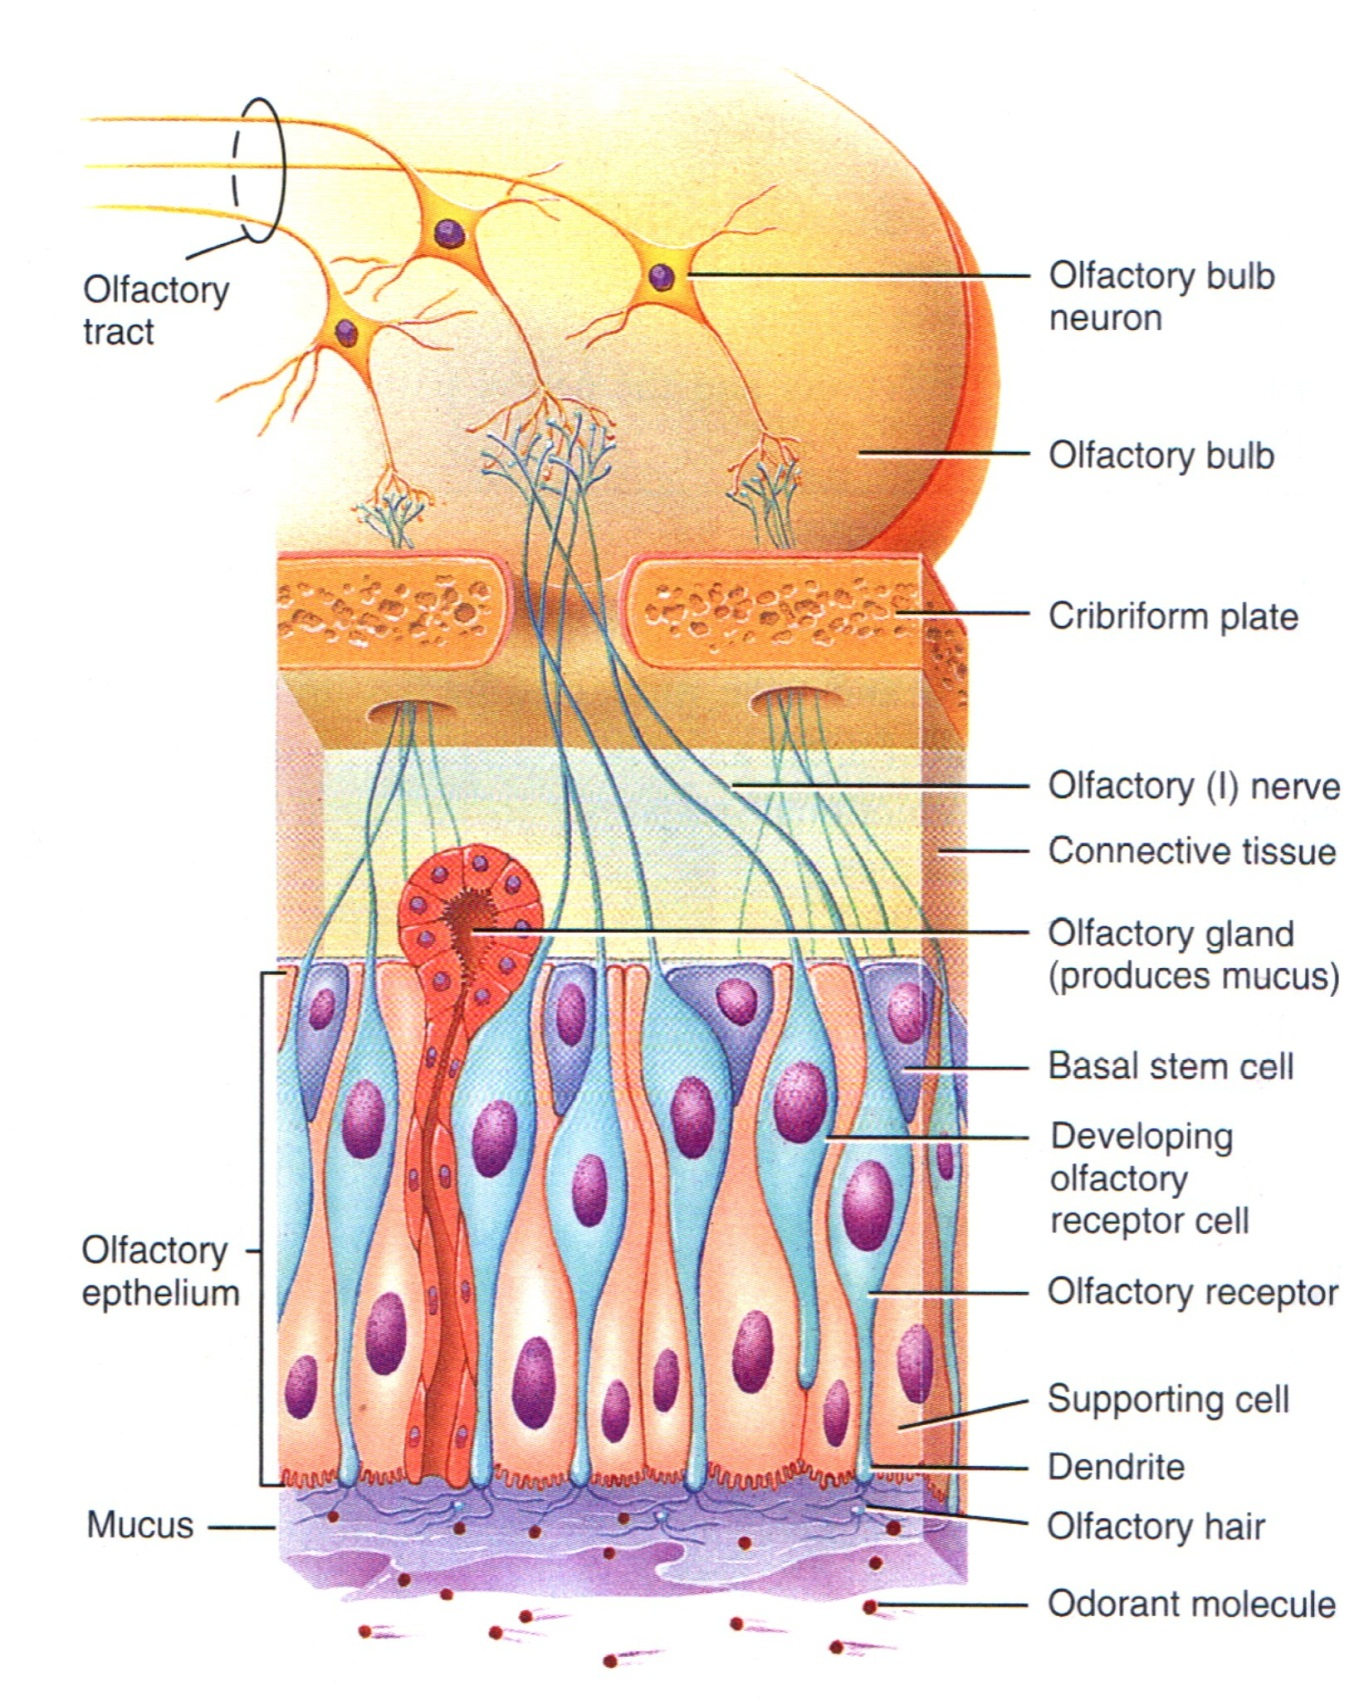 Olfactory
tract
Olfactory bulb
neuron
Olfactory bulb
Cribriform plate
Olfactory (I) nerve
Connective tissue
Olfactory gland
(produces mucus)
Basal stem cell
Developing
olfactory
receptor cell
Olfactory
epthelium
Olfactory receptor
Supporting cell
Dendrite
Mucus
Olfactory hair
Odorant molecule